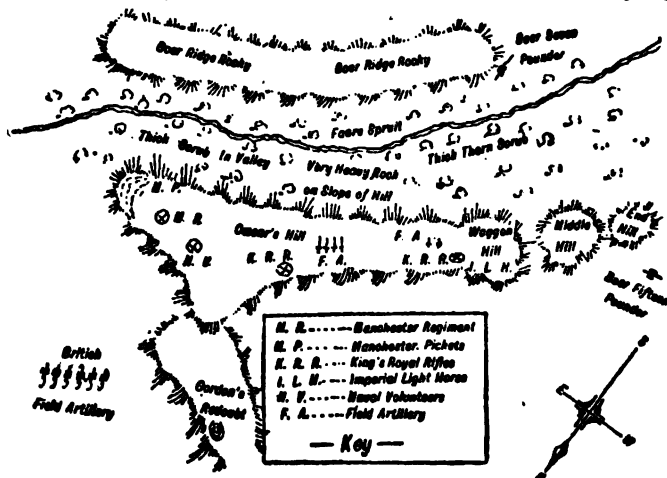 Boer Ridge Rocky
Boer Ridge Rocky
Boer Seven
Pounder
Faers Spruit
Thick Scrub In Valley
Very Heavy Rock
on Slope of Hill
Thick Thorn Scrub
M. P.
M. R.
N. V.
Caesar's Hill
K. R. R.
F. A.
F. A.
K. R. R.
Waggon
Hill
I. L. H.
Middle
Hill
End
Hill
Boer Fifteen
Pounder
British
Field Artillery
Gordon's
Redoubt
M. R. Manchester Regiment
M. P. Manchester. Pickets
K. R. R. King's Royal Rifles
I. L. H. Imperial Light Horse
N. V. Naval Volunteers
F. A. Field Artillery
Key
S